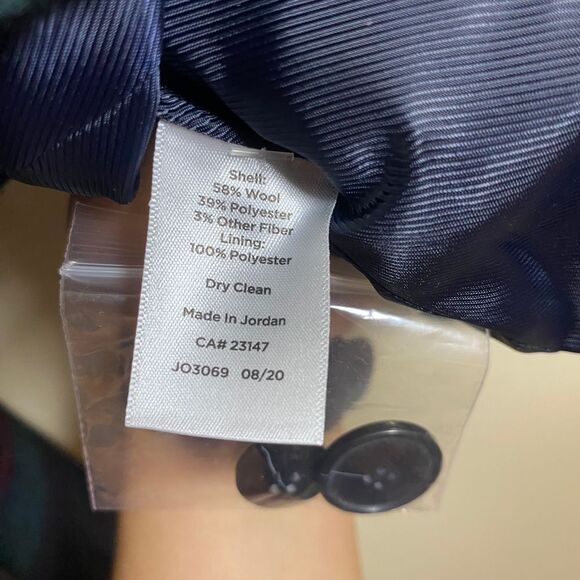 Shell:
58% Wool
39% Polyester
3% Other Fiber
Lining:
100% Polyester
Dry Clean
Made In Jordan
CA# 23147
JO3069 08/20